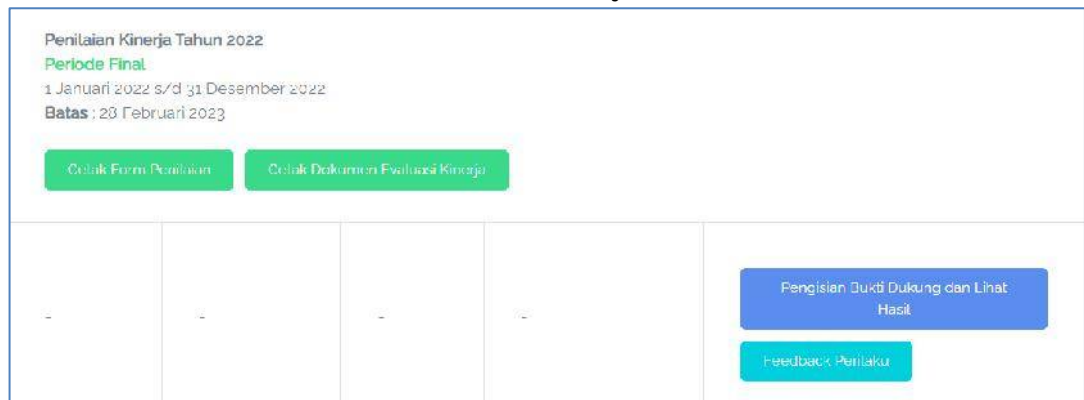 Penilaian Kinerja Tahun 2022
Periode Final
1 Januari 2022 s/d 31 Desember 2022
Batas : 28 Februari 2023
Cetak Form Penilaian
Cetak Dokumen Evaluasi Kinerja
- - - -
Pengisian Bukti Dukung dan Lihat
Hasil
Feedback Perilaku